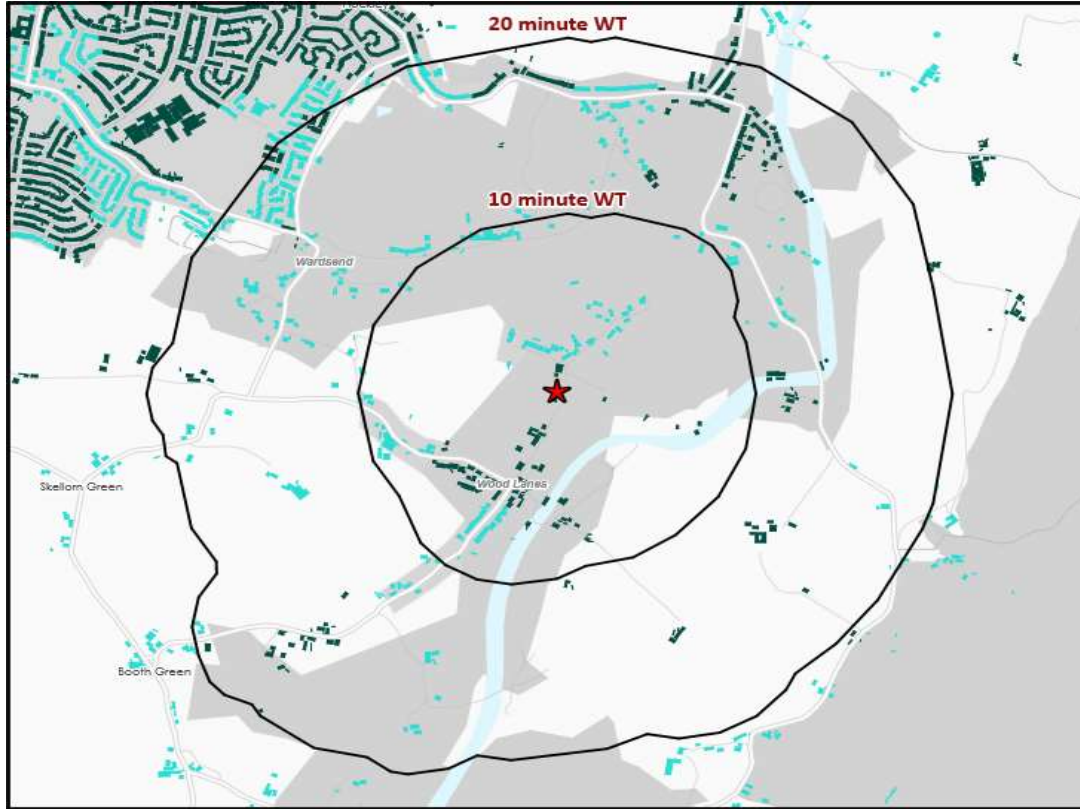 20 minute WT
10 minute WT
Wardsend
Wood Lanes
Skellorn Green
Booth Green